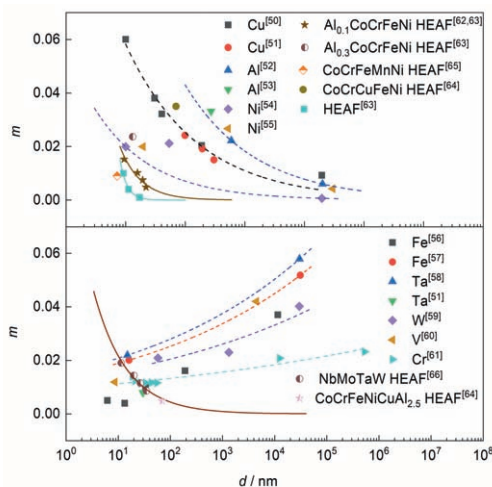 0.06
0.04
0.02
0.00
m
Cu[50]
Cu[51]
Al[52]
Al[53]
Ni[54]
Ni[55]
Al0.1CoCrFeNi HEAF[62,63]
Al0.3CoCrFeNi HEAF[63]
CoCrFeMnNi HEAF[65]
CoCrCuFeNi HEAF[64]
HEAF[63]
0.06
0.04
0.02
0.00
m
Fe[56]
Fe[57]
Ta[58]
Ta[51]
W[59]
V[60]
Cr[61]
NbMoTaW HEAF[66]
CoCrFeNiCuAl2.5 HEAF[64]
10^0 10^1 10^2 10^3 10^4 10^5 10^6
d / nm